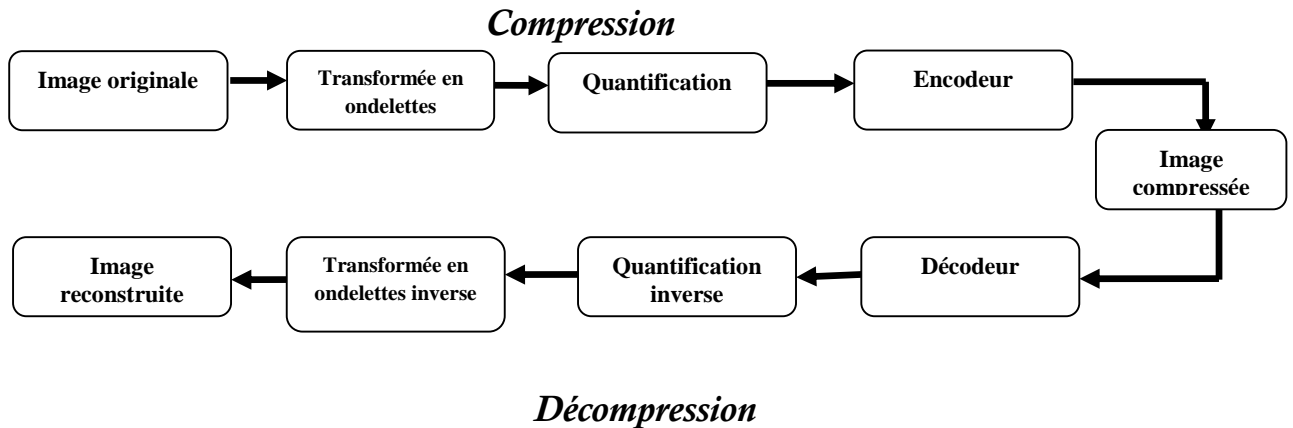 Compression
Image originale
Transformée en
ondelettes
Quantification
Encodeur
Image
compressée
Décodeur
Quantification
inverse
Transformée en
ondelettes inverse
Image
reconstruite
Décompression